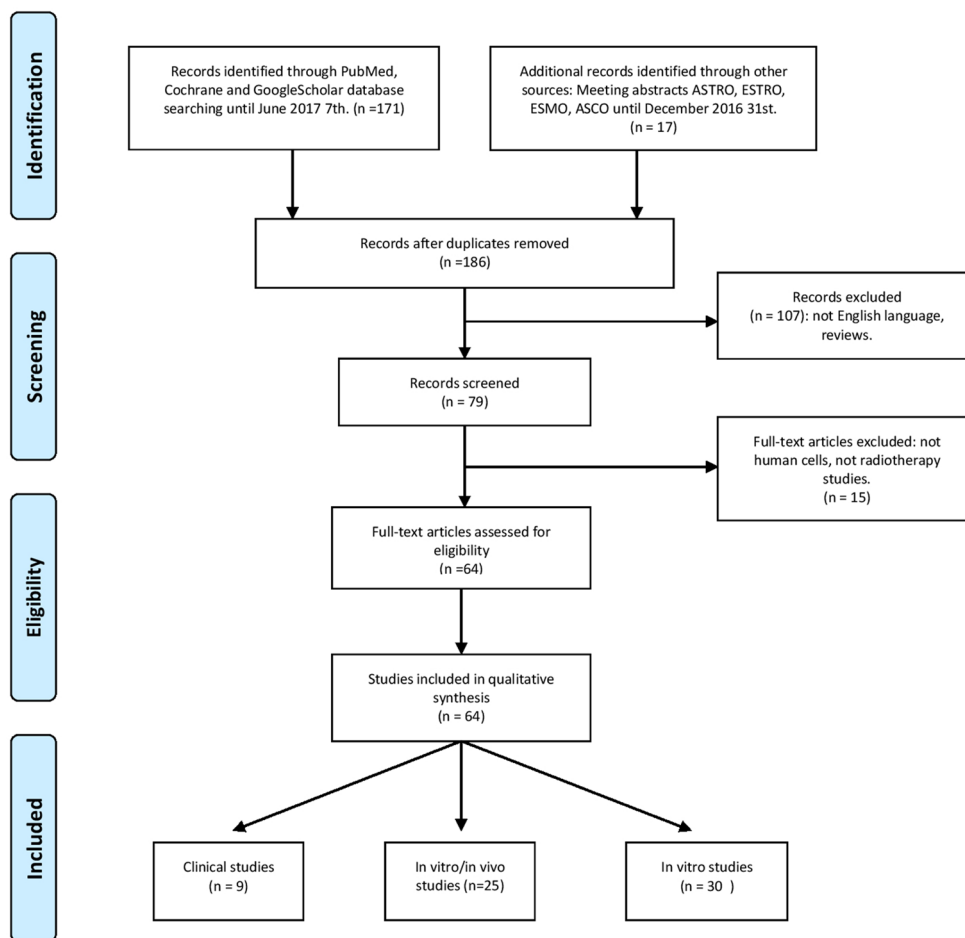 Identification
Records identified through PubMed,
Cochrane and GoogleScholar database
searching until June 2017 7th. (n =171)
Additional records identified through other
sources: Meeting abstracts ASTRO, ESTRO,
ESMO, ASCO until December 2016 31st.
(n = 17)
Records after duplicates removed
(n =186)
Screening
Records excluded
(n = 107): not English language,
reviews.
Records screened
(n = 79)
Full-text articles excluded: not
human cells, not radiotherapy
studies.
(n = 15)
Eligibility
Full-text articles assessed for
eligibility
(n =64)
Studies included in qualitative
synthesis
(n = 64)
Included
Clinical studies
(n = 9)
In vitro/in vivo
studies (n=25)
In vitro studies
(n = 30  )